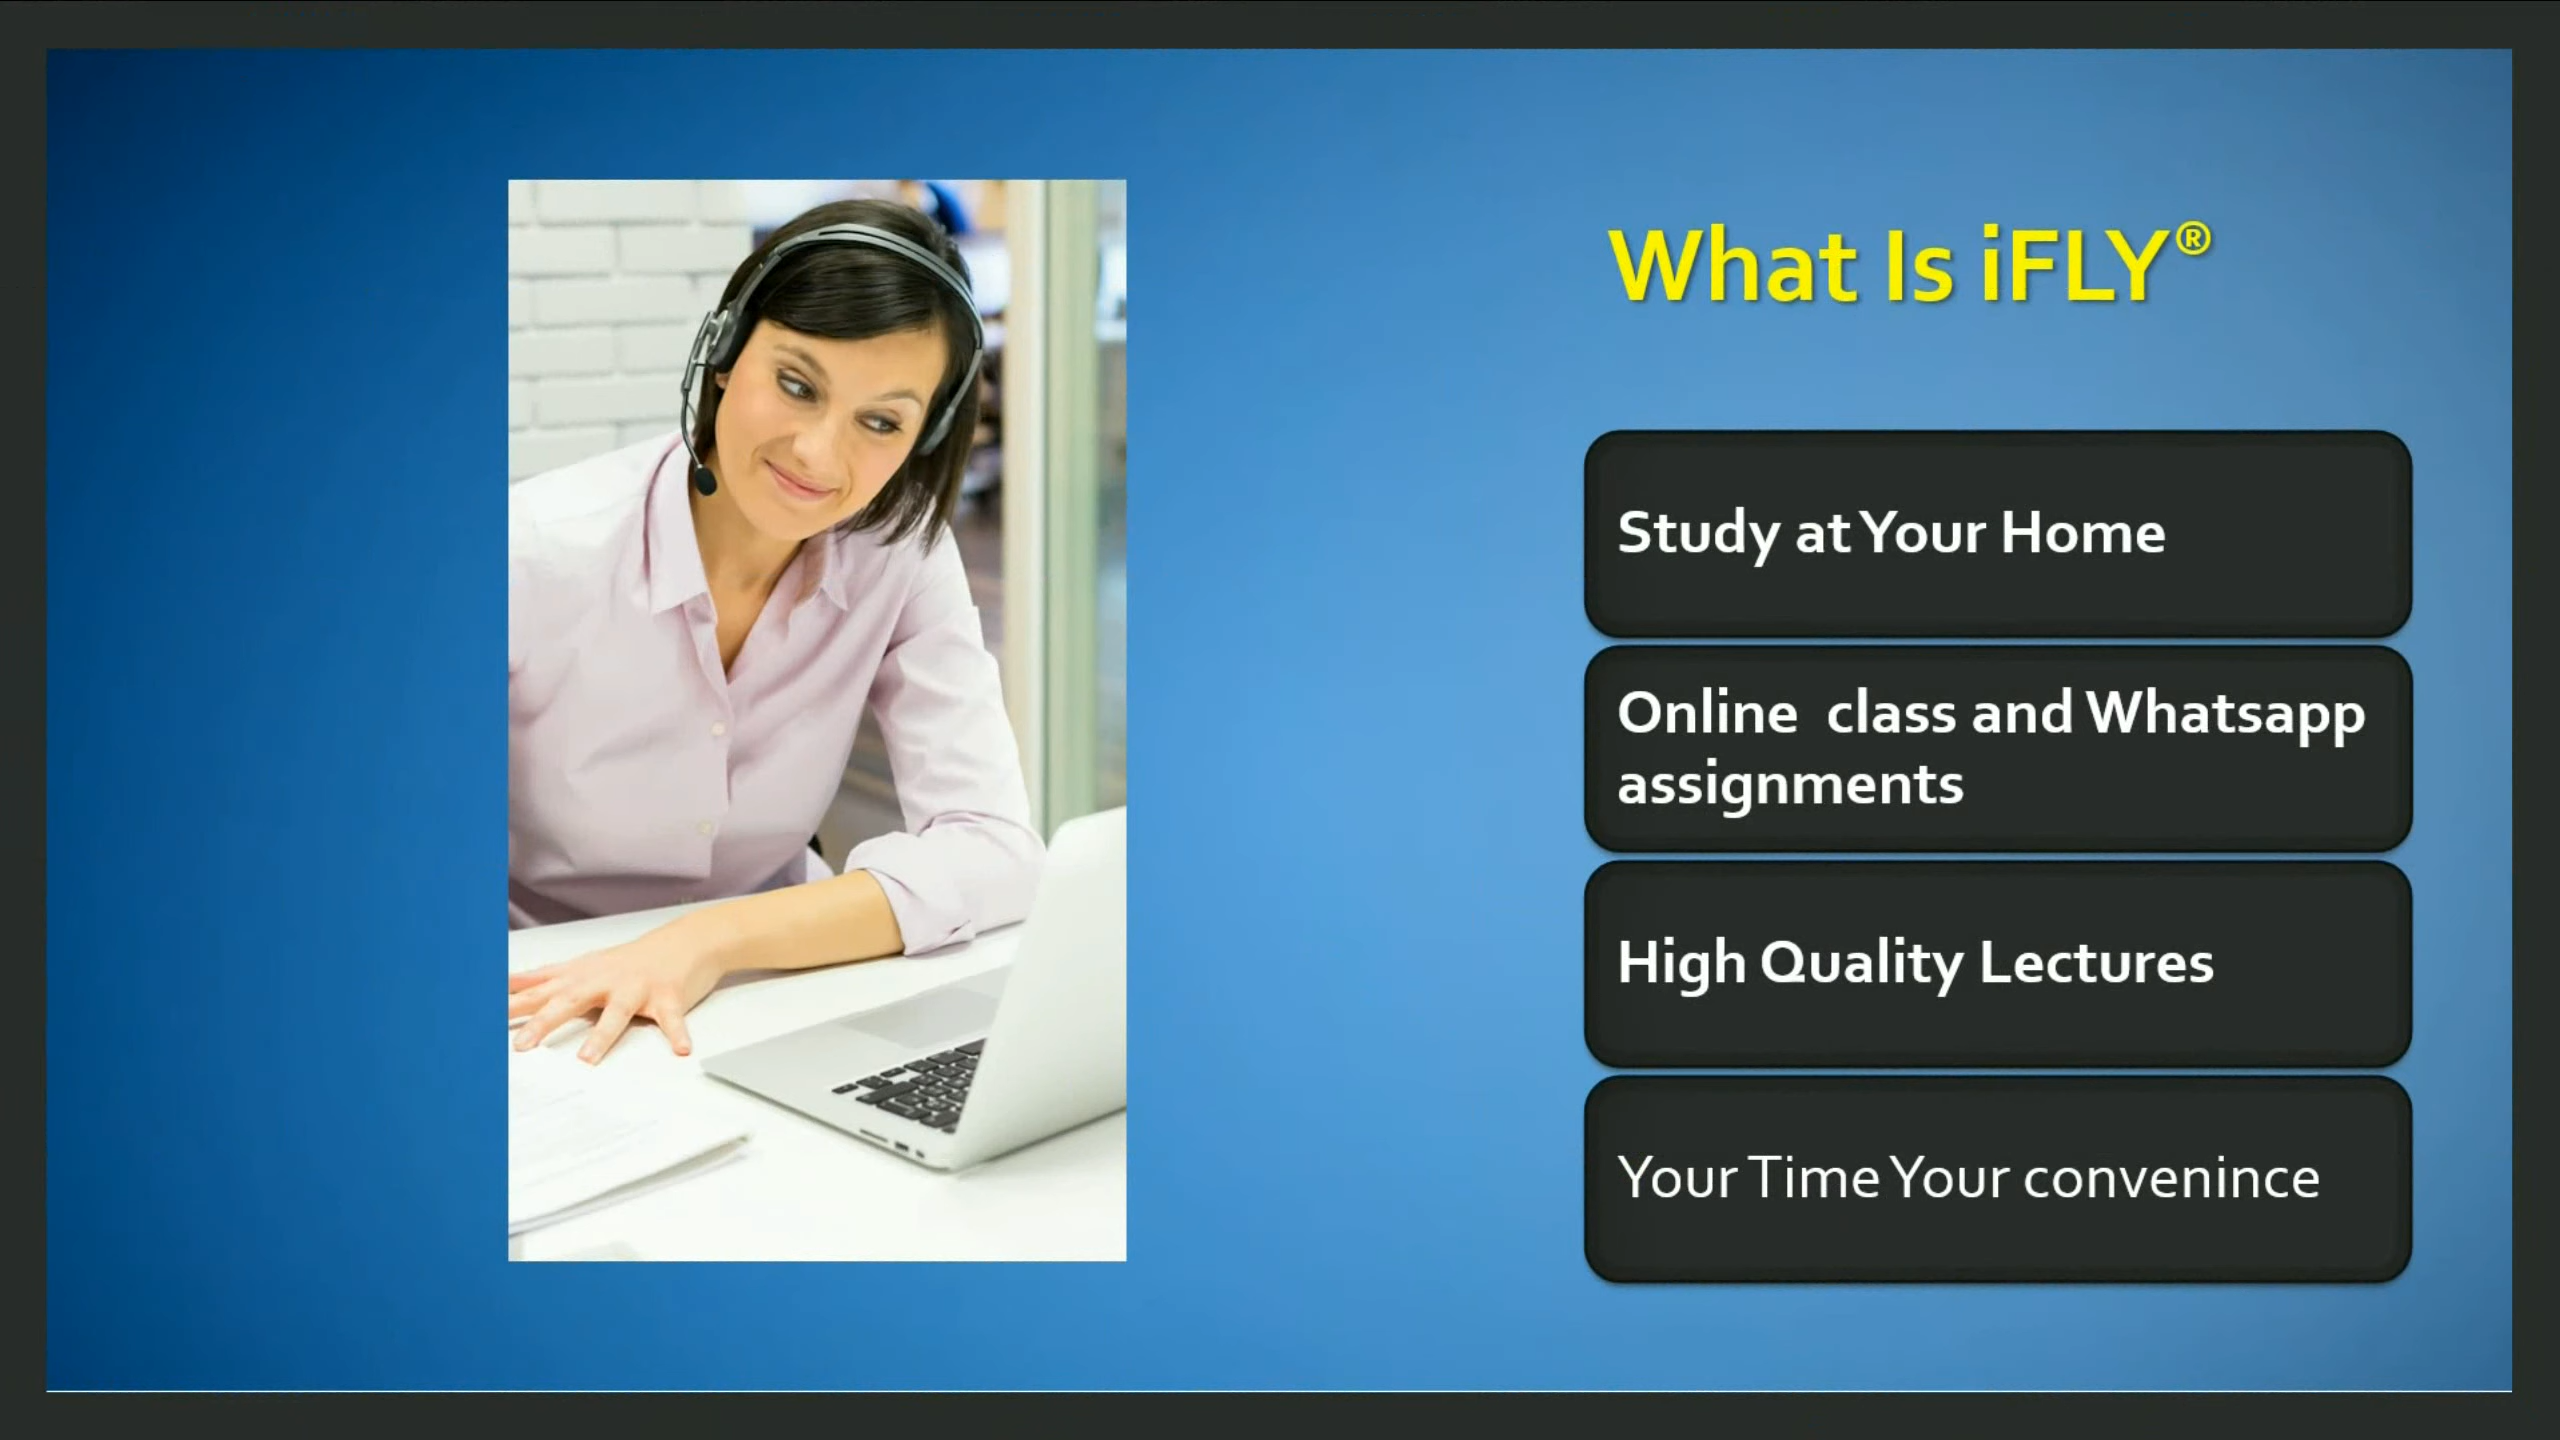 What Is iFLY®
Study at Your Home
Online  class and Whatsapp
assignments
High Quality Lectures
Your Time Your convenince